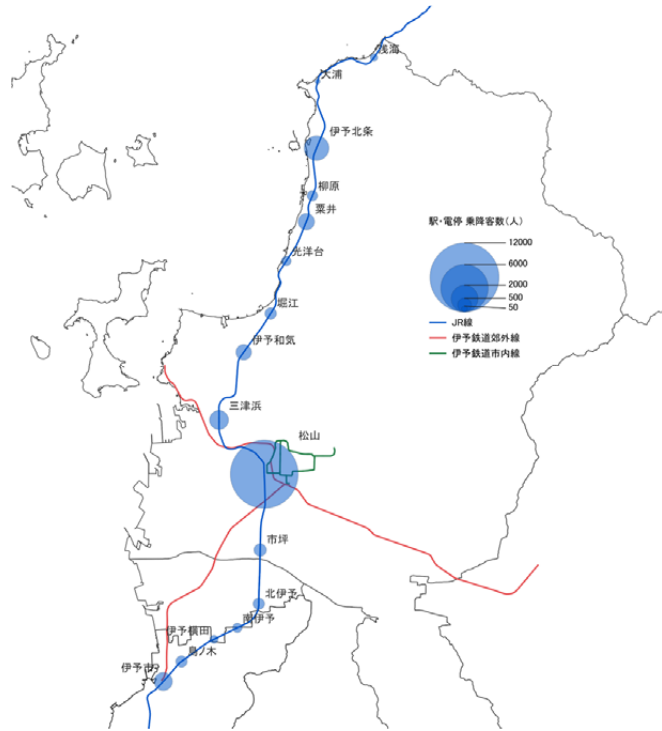 浅海
大浦
伊予北条
柳原
粟井
光洋台
堀江
伊予和気
三津浜
松山
市坪
北伊予
南伊予
伊予横田
鳥ノ木
伊予市
駅・電停 乗降客数(人)
12000
6000
2000
500
50
JR線
伊予鉄道郊外線
伊予鉄道市内線